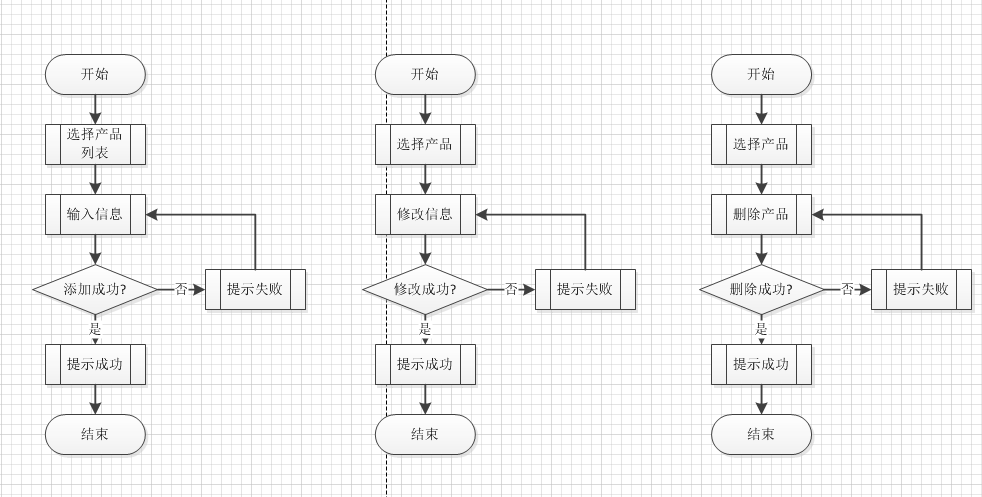 开始
选择产品
列表
输入信息
添加成功?
否
提示失败
是
提示成功
结束
开始
选择产品
修改信息
修改成功?
否
提示失败
是
提示成功
结束
开始
选择产品
删除产品
删除成功?
否
提示失败
是
提示成功
结束